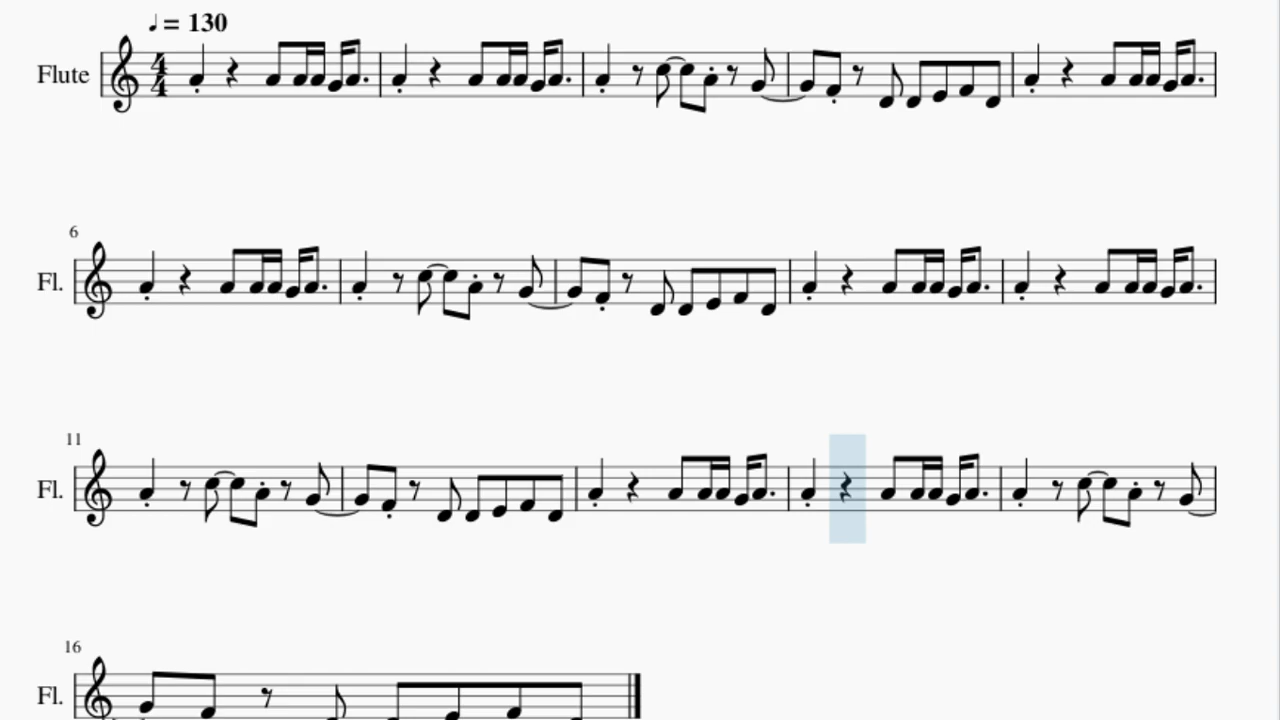 ♩ = 130
Flute
6
Fl.
11
Fl.
16
Fl.